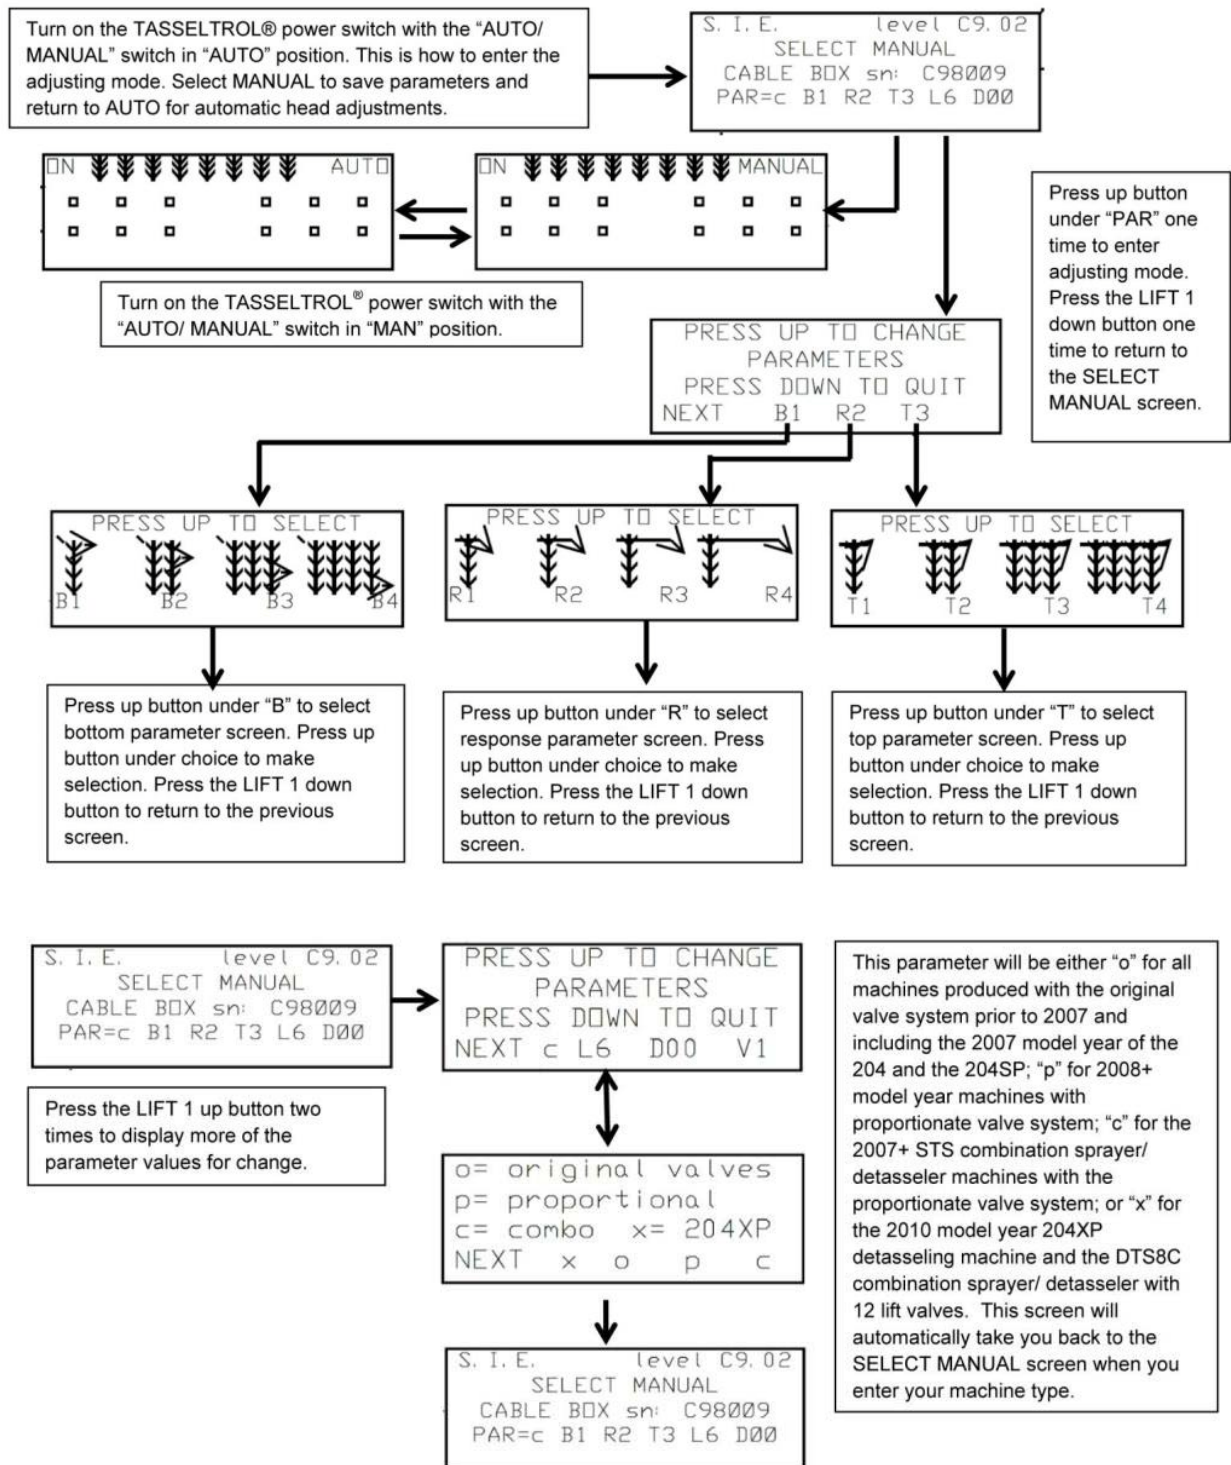 Turn on the TASSELTROL® power switch with the “AUTO/
MANUAL” switch in “AUTO” position. This is how to enter the
adjusting mode. Select MANUAL to save parameters and
return to AUTO for automatic head adjustments.
S. I. E. level C9.02
SELECT MANUAL
CABLE BOX sn: C98009
PAR=c B1 R2 T3 L6 D00
ON AUTO
ON MANUAL
Turn on the TASSELTROL® power switch with the
“AUTO/ MANUAL” switch in “MAN” position.
Press up button
under “PAR” one
time to enter
adjusting mode.
Press the LIFT 1
down button one
time to return to
the SELECT
MANUAL screen.
PRESS UP TO CHANGE
PARAMETERS
PRESS DOWN TO QUIT
NEXT B1 R2 T3
PRESS UP TO SELECT
B1 B2 B3 B4
PRESS UP TO SELECT
R1 R2 R3 R4
PRESS UP TO SELECT
T1 T2 T3 T4
Press up button under “B” to select
bottom parameter screen. Press up
button under choice to make
selection. Press the LIFT 1 down
button to return to the previous
screen.
Press up button under “R” to select
response parameter screen. Press
up button under choice to make
selection. Press the LIFT 1 down
button to return to the previous
screen.
Press up button under “T” to select
top parameter screen. Press up
button under choice to make
selection. Press the LIFT 1 down
button to return to the previous
screen.
S. I. E. level C9.02
SELECT MANUAL
CABLE BOX sn: C98009
PAR=c B1 R2 T3 L6 D00
Press the LIFT 1 up button two
times to display more of the
parameter values for change.
PRESS UP TO CHANGE
PARAMETERS
PRESS DOWN TO QUIT
NEXT c L6 D00 V1
o= original valves
p= proportional
c= combo x= 204XP
NEXT x o p c
S. I. E. level C9.02
SELECT MANUAL
CABLE BOX sn: C98009
PAR=c B1 R2 T3 L6 D00
This parameter will be either “o” for all
machines produced with the original
valve system prior to 2007 and
including the 2007 model year of the
204 and the 204SP; “p” for 2008+
model year machines with
proportionate valve system; “c” for the
2007+ STS combination sprayer/
detasseler machines with the
proportionate valve system; or “x” for
the 2010 model year 204XP
detasseling machine and the DTS8C
combination sprayer/ detasseler with
12 lift valves. This screen will
automatically take you back to the
SELECT MANUAL screen when you
enter your machine type.